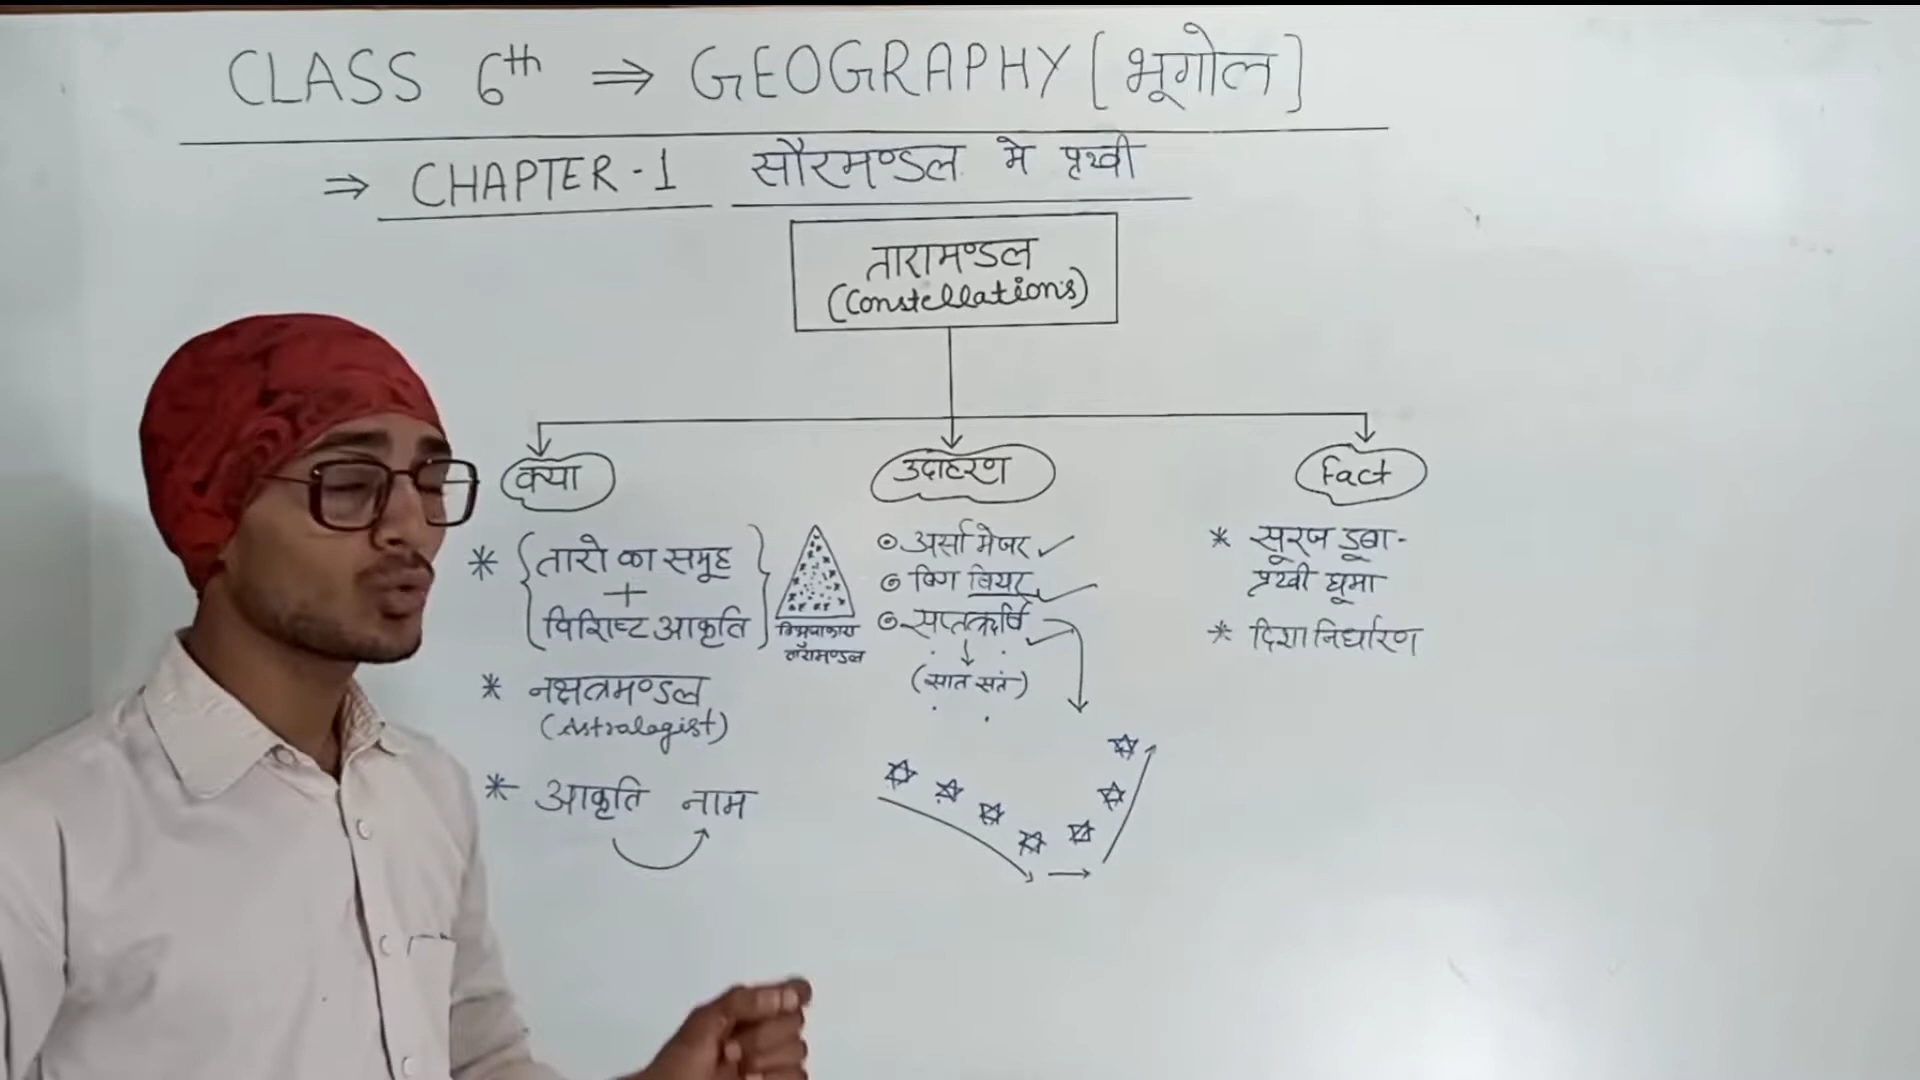 CLASS 6th ⇒ GEOGRAPHY [भूगोल]
⇒ CHAPTER-1 सौरमण्डल मे पृथ्वी
तारामण्डल
(Constellations)
क्या
* {तारो का समूह
+
विशिष्ट आकृति}
त्रिभुजाकार
तारामण्डल
* नक्षत्रमण्डल
(Astralogist)
* आकृति नाम
उदाहरण
⊙ अर्सा मेजर ✓
⊙ बिग बियर ✓
⊙ सप्तऋषि
(सात संत)
Fact
* सूरज डूबा -
पृथ्वी घूमा
* दिशा निर्धारण